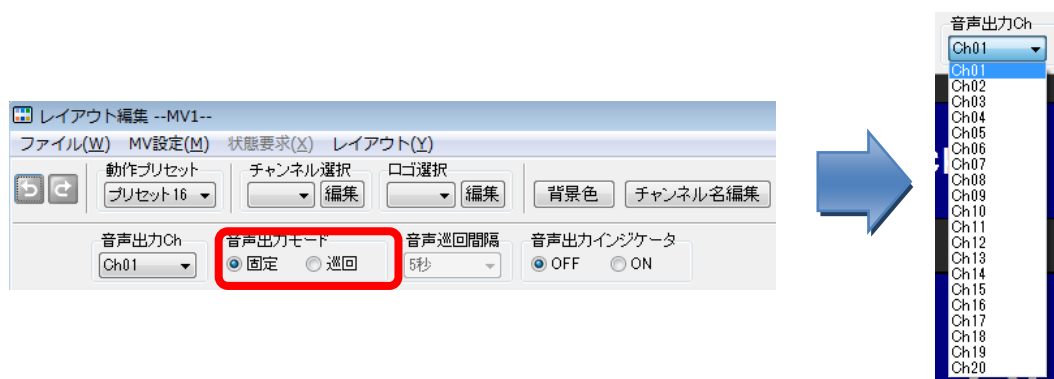 レイアウト編集 --MV1--
ファイル(W) MV設定(M) 状態要求(X) レイアウト(Y)
動作プリセット チャンネル選択 ロゴ選択
プリセット16 編集 編集 背景色 チャンネル名編集
音声出力Ch 音声出力モード 音声巡回間隔 音声出力インジケータ
Ch01 固定 巡回 5秒 OFF ON
音声出力Ch
Ch01
Ch01
Ch02
Ch03
Ch04
Ch05
Ch06
Ch07
Ch08
Ch09
Ch10
Ch11
Ch12
Ch13
Ch14
Ch15
Ch16
Ch17
Ch18
Ch19
Ch20